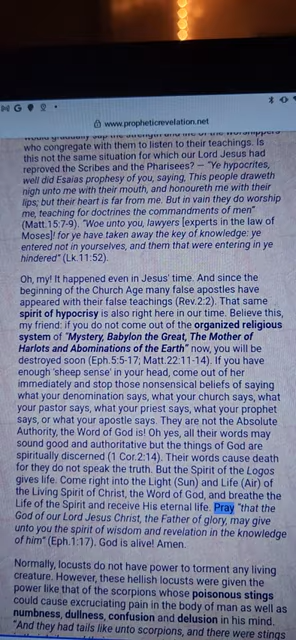 www.propheticrevelation.net
would gradually sap the strength and life of the worshippers
who congregate with them to listen to their teachings. Is
this not the same situation for which our Lord Jesus had
reproved the Scribes and the Pharisees? — "Ye hypocrites,
well did Esaias prophesy of you, saying, This people draweth
nigh unto me with their mouth, and honoureth me with their
lips; but their heart is far from me. But in vain they do worship
me, teaching for doctrines the commandments of men"
(Matt.15:7-9). "Woe unto you, lawyers [experts in the law of
Moses]! for ye have taken away the key of knowledge: ye
entered not in yourselves, and them that were entering in ye
hindered" (Lk.11:52).
Oh, my! It happened even in Jesus' time. And since the
beginning of the Church Age many false apostles have
appeared with their false teachings (Rev.2:2). That same
spirit of hypocrisy is also right here in our time. Believe this,
my friend: if you do not come out of the organized religious
system of "Mystery, Babylon the Great, The Mother of
Harlots and Abominations of the Earth" now, you will be
destroyed soon (Eph.5:5-17; Matt.22:11-14). If you have
enough 'sheep sense' in your head, come out of her
immediately and stop those nonsensical beliefs of saying
what your denomination says, what your church says, what
your pastor says, what your priest says, what your prophet
says, or what your apostle says. They are not the Absolute
Authority, the Word of God is! Oh yes, all their words may
sound good and authoritative but the things of God are
spiritually discerned (1 Cor.2:14). Their words cause death
for they do not speak the truth. But the Spirit of the Logos
gives life. Come right into the Light (Sun) and Life (Air) of
the Living Spirit of Christ, the Word of God, and breathe the
Life of the Spirit and receive His eternal life. Pray "that the
God of our Lord Jesus Christ, the Father of glory, may give
unto you the spirit of wisdom and revelation in the knowledge
of him" (Eph.1:17). God is alive! Amen.
Normally, locusts do not have power to torment any living
creature. However, these hellish locusts were given the
power like that of the scorpions whose poisonous stings
could cause excruciating pain in the body of man as well as
numbness, dullness, confusion and delusion in his mind.
"And they had tails like unto scorpions, and there were stings